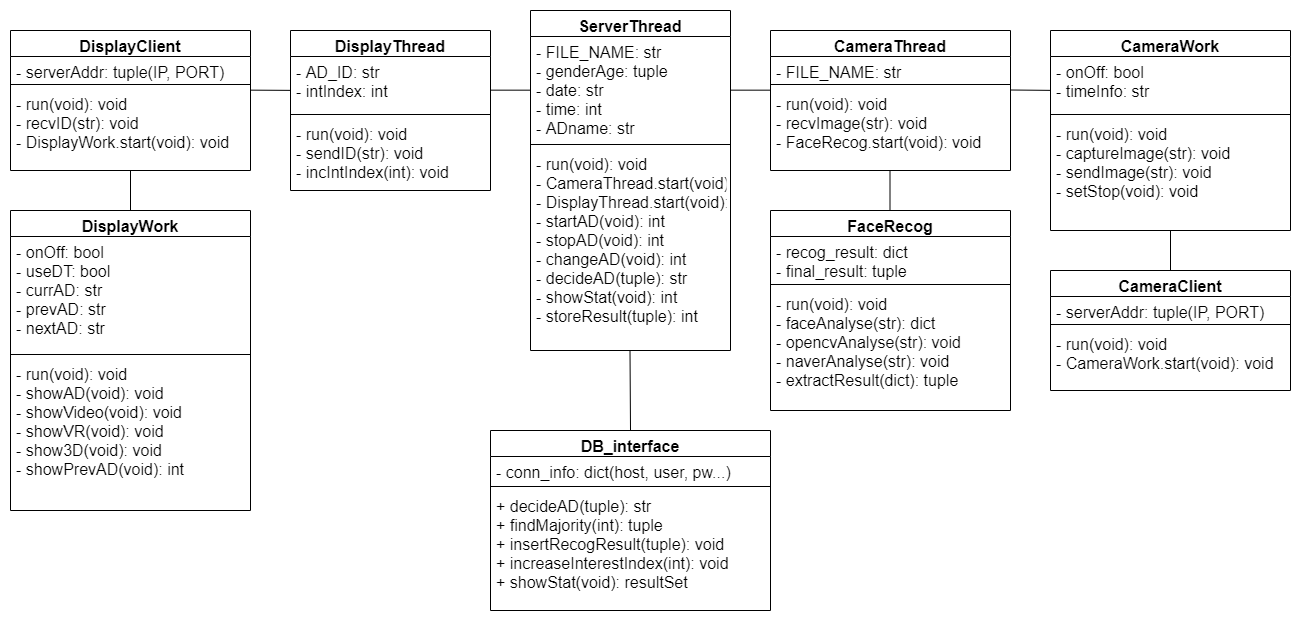 DisplayClient
- serverAddr: tuple(IP, PORT)
- run(void): void
- recvID(str): void
- DisplayWork.start(void): void
DisplayThread
- AD_ID: str
- intIndex: int
- run(void): void
- sendID(str): void
- incIntIndex(int): void
ServerThread
- FILE_NAME: str
- genderAge: tuple
- date: str
- time: int
- ADname: str
- run(void): void
- CameraThread.start(void)
- DisplayThread.start(void):
- startAD(void): int
- stopAD(void): int
- changeAD(void): int
- decideAD(tuple): str
- showStat(void): int
- storeResult(tuple): int
CameraThread
- FILE_NAME: str
- run(void): void
- recvImage(str): void
- FaceRecog.start(void): void
CameraWork
- onOff: bool
- timeInfo: str
- run(void): void
- captureImage(str): void
- sendImage(str): void
- setStop(void): void
DisplayWork
- onOff: bool
- useDT: bool
- currAD: str
- prevAD: str
- nextAD: str
- run(void): void
- showAD(void): void
- showVideo(void): void
- showVR(void): void
- show3D(void): void
- showPrevAD(void): int
FaceRecog
- recog_result: dict
- final_result: tuple
- run(void): void
- faceAnalyse(str): dict
- opencvAnalyse(str): void
- naverAnalyse(str): void
- extractResult(dict): tuple
CameraClient
- serverAddr: tuple(IP, PORT)
- run(void): void
- CameraWork.start(void): void
DB_interface
- conn_info: dict(host, user, pw...)
+ decideAD(tuple): str
+ findMajority(int): tuple
+ insertRecogResult(tuple): void
+ increaseInterestIndex(int): void
+ showStat(void): resultSet